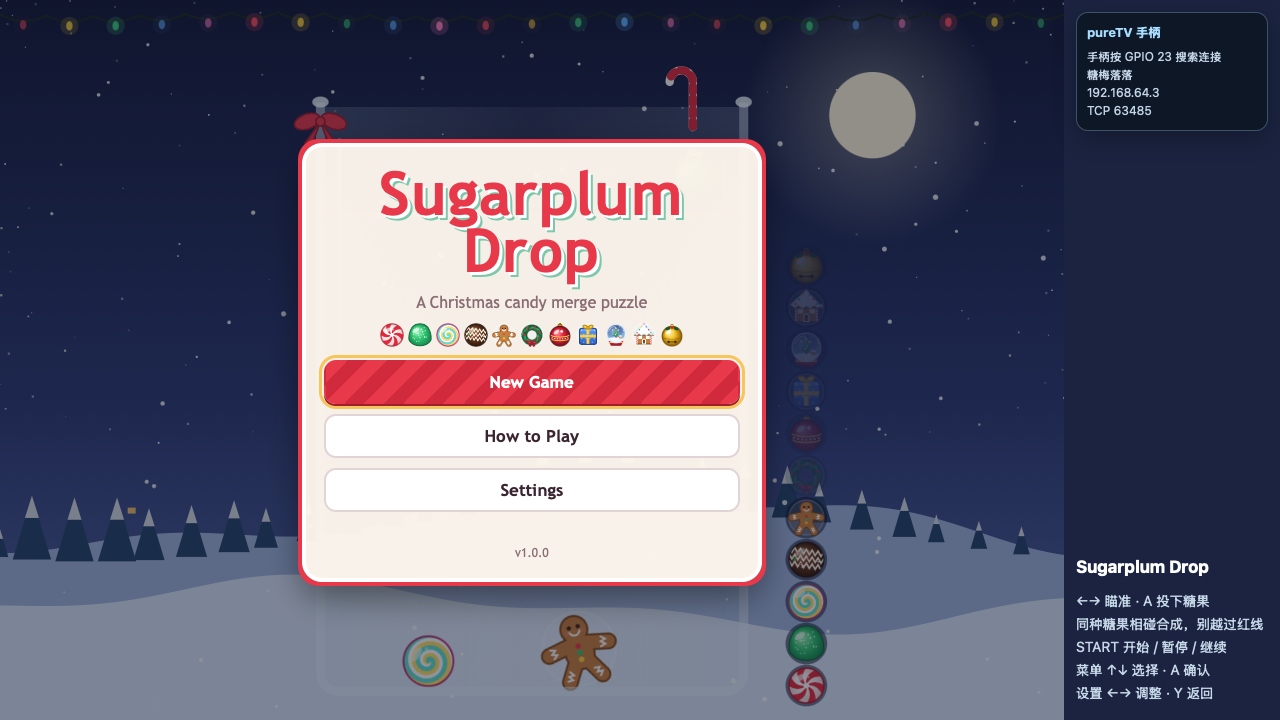 Sugarplum
Drop
A Christmas candy merge puzzle
New Game
How to Play
Settings
v1.0.0
pureTV 手柄
手柄按 GPIO 23 搜索连接
糖梅落落
192.168.64.3
TCP 63485
Sugarplum Drop
←→ 瞄准 · A 投下糖果
同种糖果相碰合成，别越过红线
START 开始 / 暂停 / 继续
菜单 ↑↓ 选择 · A 确认
设置 ←→ 调整 · Y 返回